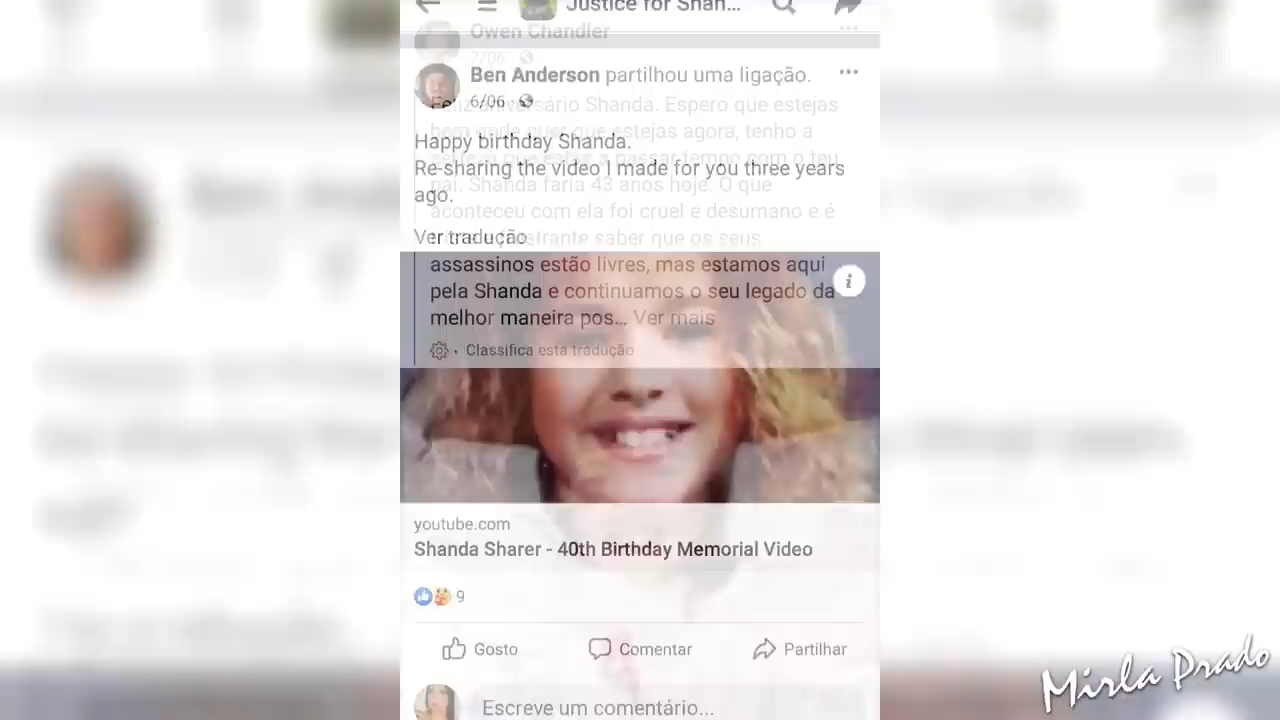 Justice for Shan...
Owen Chandler
7/06
Ben Anderson partilhou uma ligação.
6/06
Feliz aniversário Shanda. Espero que estejas
bem onde quer que estejas agora, tenho a
Happy birthday Shanda.
passar tempo com o teu
Re-sharing the video I made for you three years
pai. Shanda faria 43 anos hoje. O que
ago.
aconteceu com ela foi cruel e desumano e é
frustrante saber que os seus
Ver tradução
assassinos estão livres, mas estamos aqui
pela Shanda e continuamos o seu legado da
melhor maneira pos... Ver mais
Classifica esta tradução
youtube.com
Shanda Sharer - 40th Birthday Memorial Video
9
Gosto Comentar Partilhar
Escreve um comentário...
Mirla Prado